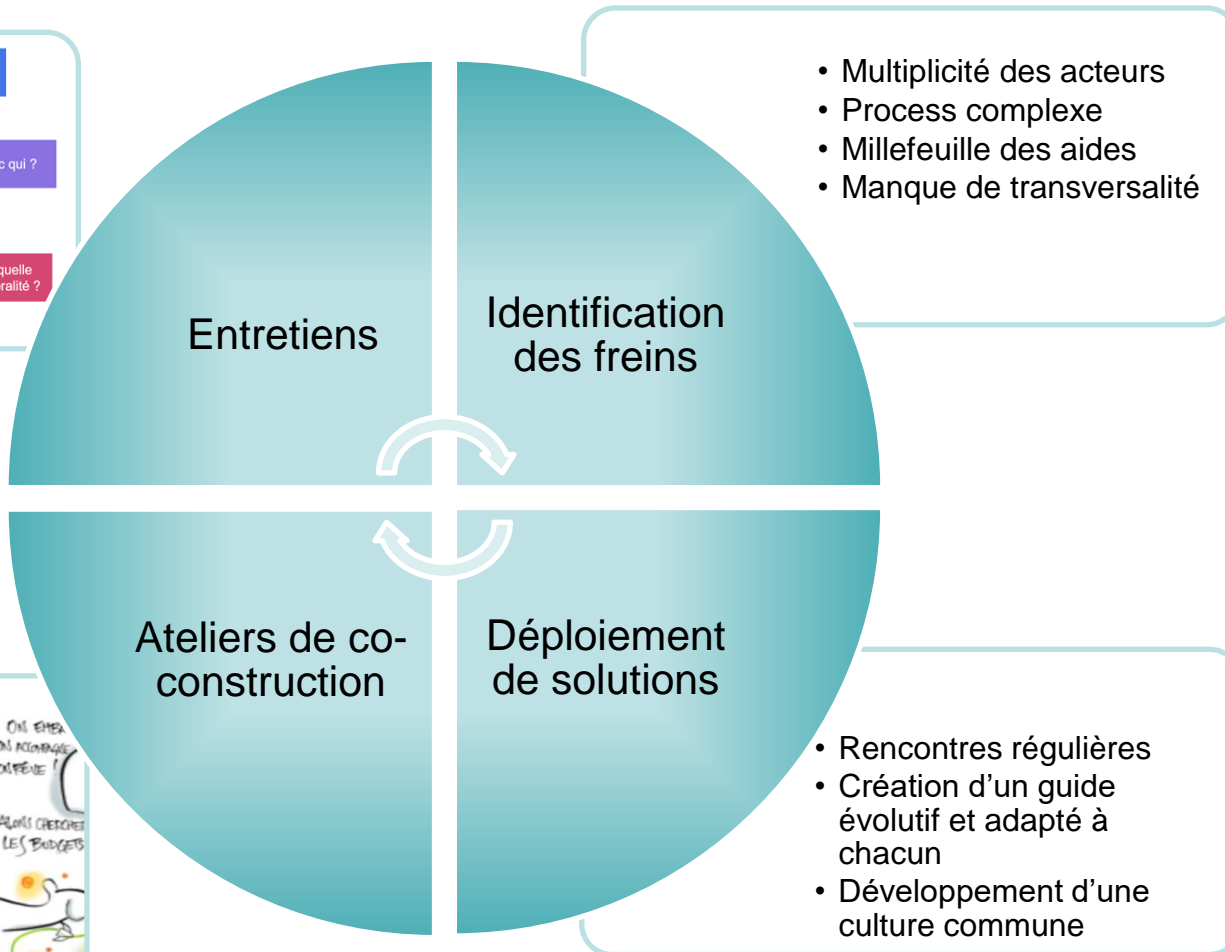 c qui ?
quelle
ralité ?
Entretiens
Identification
des freins
• Multiplicité des acteurs
• Process complexe
• Millefeuille des aides
• Manque de transversalité
Ateliers de co-
construction
Déploiement
de solutions
ON
LES BUDGETS
• Rencontres régulières
• Création d'un guide
évolutif et adapté à
chacun
• Développement d'une
culture commune